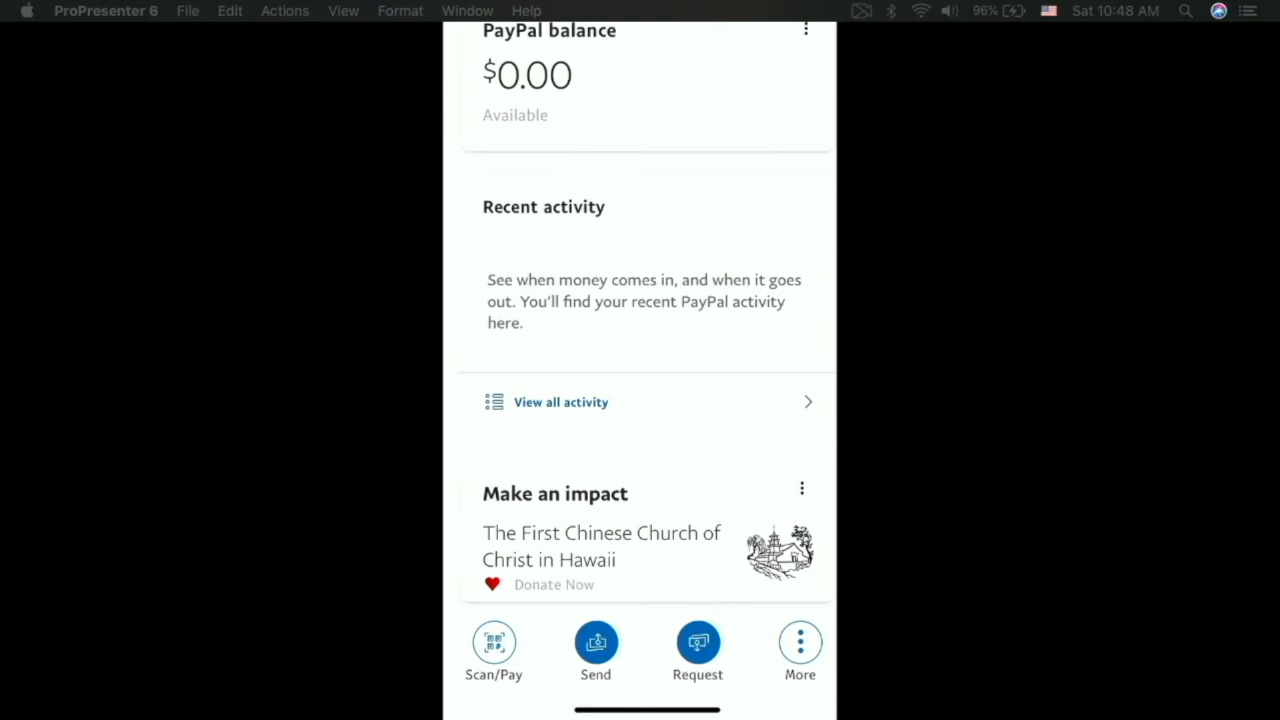 ProPresenter 6 File Edit Actions View Format Window Help 96% Sat 10:48 AM
PayPal balance
$0.00
Available
Recent activity
See when money comes in, and when it goes
out. You'll find your recent PayPal activity
here.
View all activity
Make an impact
The First Chinese Church of
Christ in Hawaii
Donate Now
Scan/Pay Send Request More